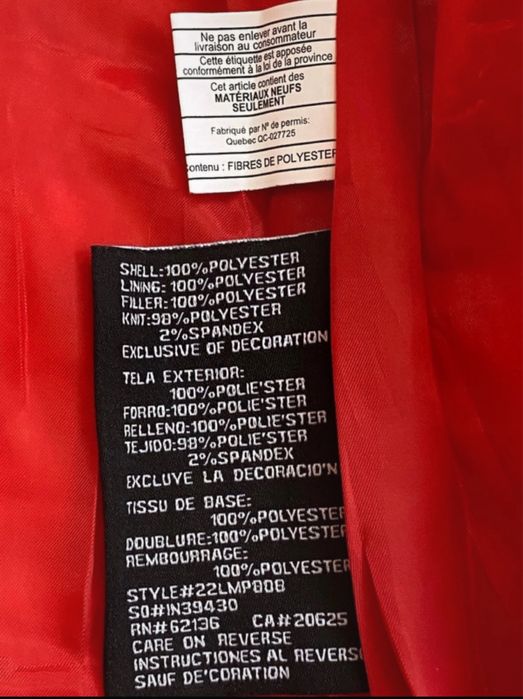 Ne pas enlever avant la
livraison au consommateur
Cette étiquette est apposée
conformément à la loi de la province
Cet article contient des
MATÉRIAUX NEUFS
SEULEMENT
Fabriqué par Nº de permis:
Quebec QC-027725
ontenu : FIBRES DE POLYESTER
SHELL:100%POLYESTER
LINING: 100%POLYESTER
FILLER: 100%POLYESTER
KNIT:98%POLYESTER
2%SPANDEX
EXCLUSIVE OF DECORATION
TELA EXTERIOR:
100%POLIE'STER
FORRO:100%POLIE'STER
RELLENO:100%POLIE'STER
TEJIDO:98%POLIE'STER
2%SPANDEX
EXCLUYE LA DECORACIO'N
TISSU DE BASE:
100%POLYESTER
DOUBLURE:100%POLYESTER
REMBOURRAGE:
100%POLYESTER
STYLE#22LMP808
SO#IN39430
RN#62136 CA#20625
CARE ON REVERSE
INSTRUCTIONES AL REVERS
SAUF DE'CORATION